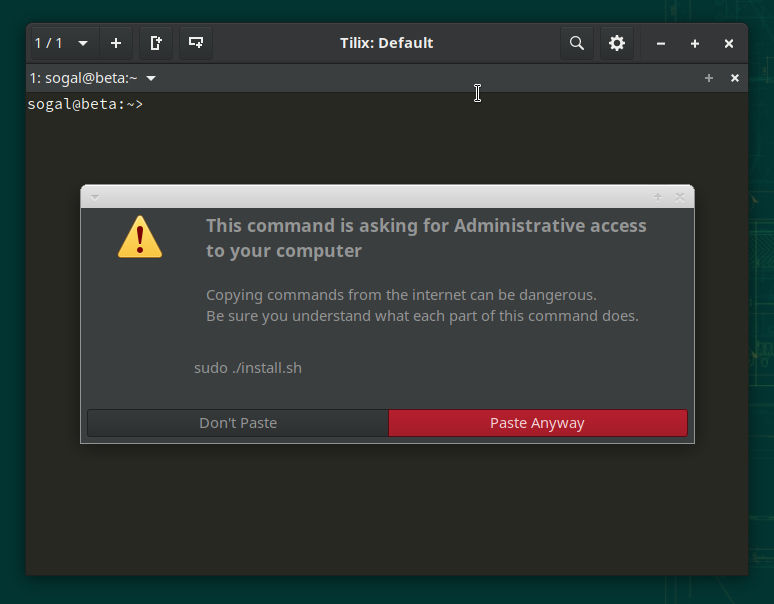 1 / 1
Tilix: Default
1: sogal@beta:~
sogal@beta:~>
This command is asking for Administrative access
to your computer
Copying commands from the internet can be dangerous.
Be sure you understand what each part of this command does.
sudo ./install.sh
Don't Paste
Paste Anyway